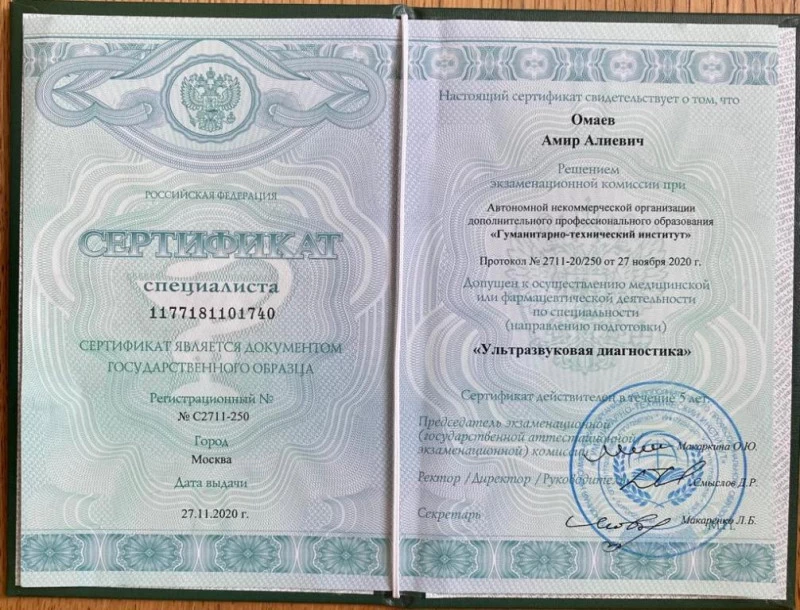 РОССИЙСКАЯ ФЕДЕРАЦИЯ
СЕРТИФИКАТ
специалиста
1177181101740
СЕРТИФИКАТ ЯВЛЯЕТСЯ ДОКУМЕНТОМ
ГОСУДАРСТВЕННОГО ОБРАЗЦА
Регистрационный №
№ С2711-250
Город
Москва
Дата выдачи
27.11.2020 г.
Настоящий сертификат свидетельствует о том, что
Омаев
Амир Алиевич
Решением
экзаменационной комиссии при
Автономной некоммерческой организации
дополнительного профессионального образования
«Гуманитарно-технический институт»
Протокол № 2711-20/250 от 27 ноября 2020 г.
Допущен к осуществлению медицинской
или фармацевтической деятельности
по специальности
(направлению подготовки)
«Ультразвуковая диагностика»
Сертификат действителен в течение 5 лет.
Председатель экзаменационной
(государственной аттестационной
экзаменационной) комиссии Макаркина О.Ю.
Ректор / Директор / Руководитель Смыслов Д.Р.
Секретарь Макаренко Л.Б.